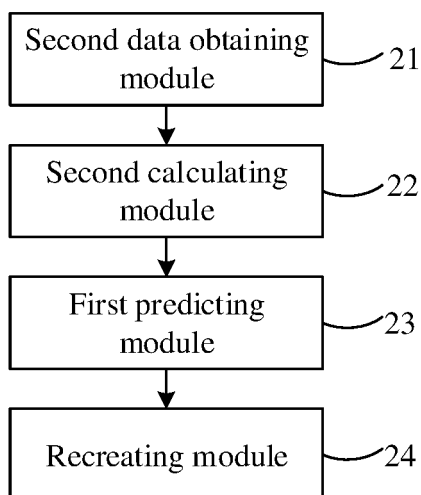 Second data obtaining
module
21
Second calculating
module
22
First predicting
module
23
Recreating module
24